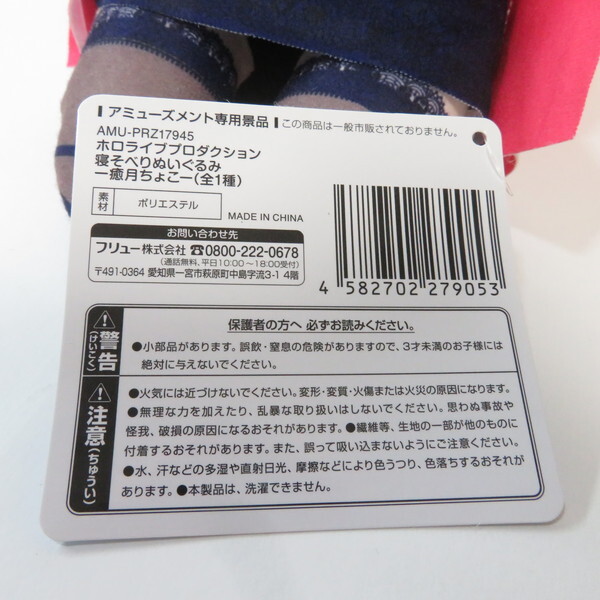 アミューズメント専用景品 この商品は一般市販されておりません。
AMU-PRZ17945
ホロライブプロダクション
寝そべりぬいぐるみ
ー癒月ちょこー(全1種)
素材 ポリエステル MADE IN CHINA
お問い合わせ先
フリュー株式会社 ☎0800-222-0678
(通話無料、平日10:00〜18:00受付)
〒491-0364 愛知県一宮市萩原町中島字流3-1 4階
4 582702 279053
警告(けいこく)
保護者の方へ 必ずお読みください。
●小部品があります。誤飲・窒息の危険がありますので、3才未満のお子様には
絶対に与えないでください。
注意(ちゅうい)
●火気には近づけないでください。変形・変質・火傷または火災の原因になります。
●無理な力を加えたり、乱暴な取り扱いはしないでください。思わぬ事故や
怪我、破損の原因になるおそれがあります。●繊維等、生地の一部が他のものに
付着するおそれがあります。また、誤って吸い込まないようにご注意ください。
●水、汗などの多湿や直射日光、摩擦などにより色うつり、色落ちするおそれが
あります。●本製品は、洗濯できません。